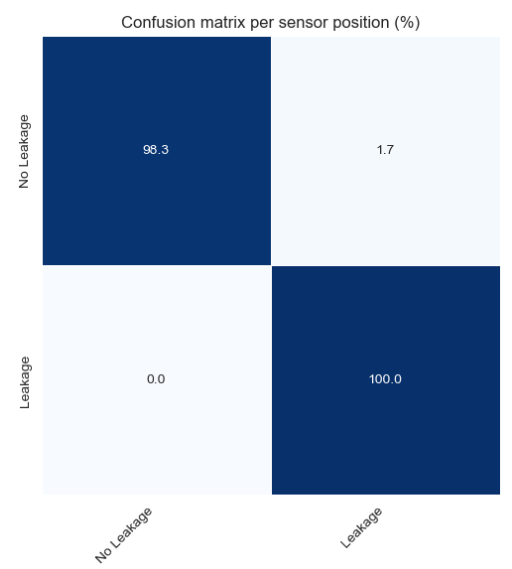 Confusion matrix per sensor position (%)
No Leakage
98.3
1.7
Leakage
0.0
100.0
No Leakage
Leakage